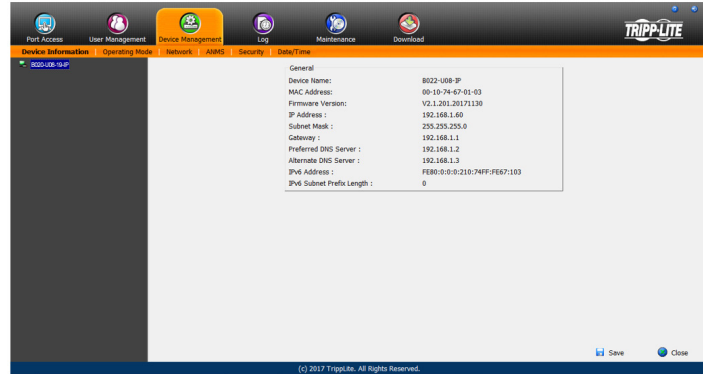 TRIPP-LITE
Port Access User Management Device Management Log Maintenance Download
Device Information Operating Mode Network ANMS Security Date/Time
B020-U08-19-IP
General
Device Name: B022-U08-IP
MAC Address: 00-10-74-67-01-03
Firmware Version: V2.1.201.20171130
IP Address : 192.168.1.60
Subnet Mask : 255.255.255.0
Gateway : 192.168.1.1
Preferred DNS Server : 192.168.1.2
Alternate DNS Server : 192.168.1.3
IPv6 Address : FE80:0:0:0:210:74FF:FE67:103
IPv6 Subnet Prefix Length : 0
Save Close
(c) 2017 TrippLite. All Rights Reserved.